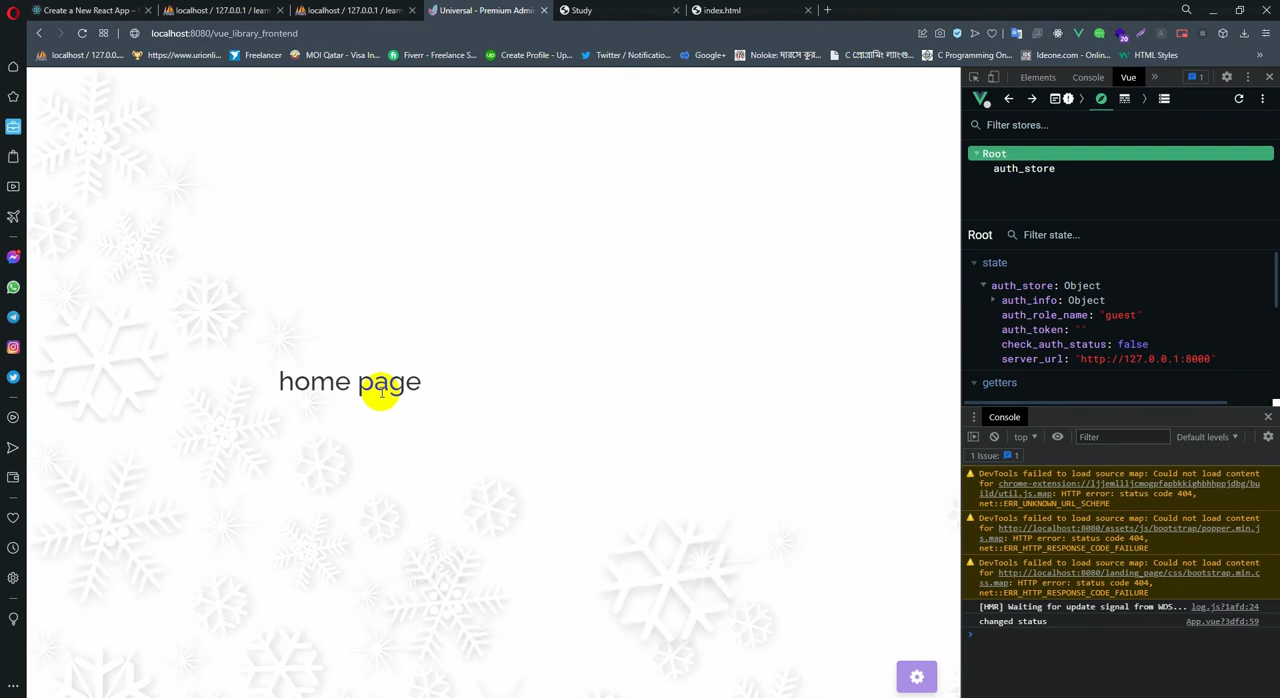 Create a New React App –
localhost / 127.0.0.1 / learn
localhost / 127.0.0.1 / learn
Universal - Premium Admi
Study
index.html
localhost:8080/vue_library_frontend
localhost / 127.0.0....
https://www.urionli...
Freelancer
MOI Qatar - Visa In...
Fiverr - Freelance S...
Create Profile - Up...
Twitter / Notificatio...
Google+
C Programming On...
Ideone.com - Onlin...
HTML Styles
»
Elements
Console
Vue
»
1
Filter stores...
Root
auth_store
Root
Filter state...
state
auth_store: Object
auth_info: Object
auth_role_name: "guest"
auth_token: ""
check_auth_status: false
server_url: "http://127.0.0.1:8000"
getters
home page
Console
top
Filter
Default levels
1 Issue: 1
DevTools failed to load source map: Could not load content
for chrome-extension://ljjemllljcmogpfapbkkighbhhppjdbg/bu
ild/util.js.map: HTTP error: status code 404,
net::ERR_UNKNOWN_URL_SCHEME
DevTools failed to load source map: Could not load content
for http://localhost:8080/assets/js/bootstrap/popper.min.j
s.map: HTTP error: status code 404,
net::ERR_HTTP_RESPONSE_CODE_FAILURE
DevTools failed to load source map: Could not load content
for http://localhost:8080/landing_page/css/bootstrap.min.c
ss.map: HTTP error: status code 404,
net::ERR_HTTP_RESPONSE_CODE_FAILURE
[HMR] Waiting for update signal from WDS... log.js?1afd:24
changed status App.vue?3dfd:59